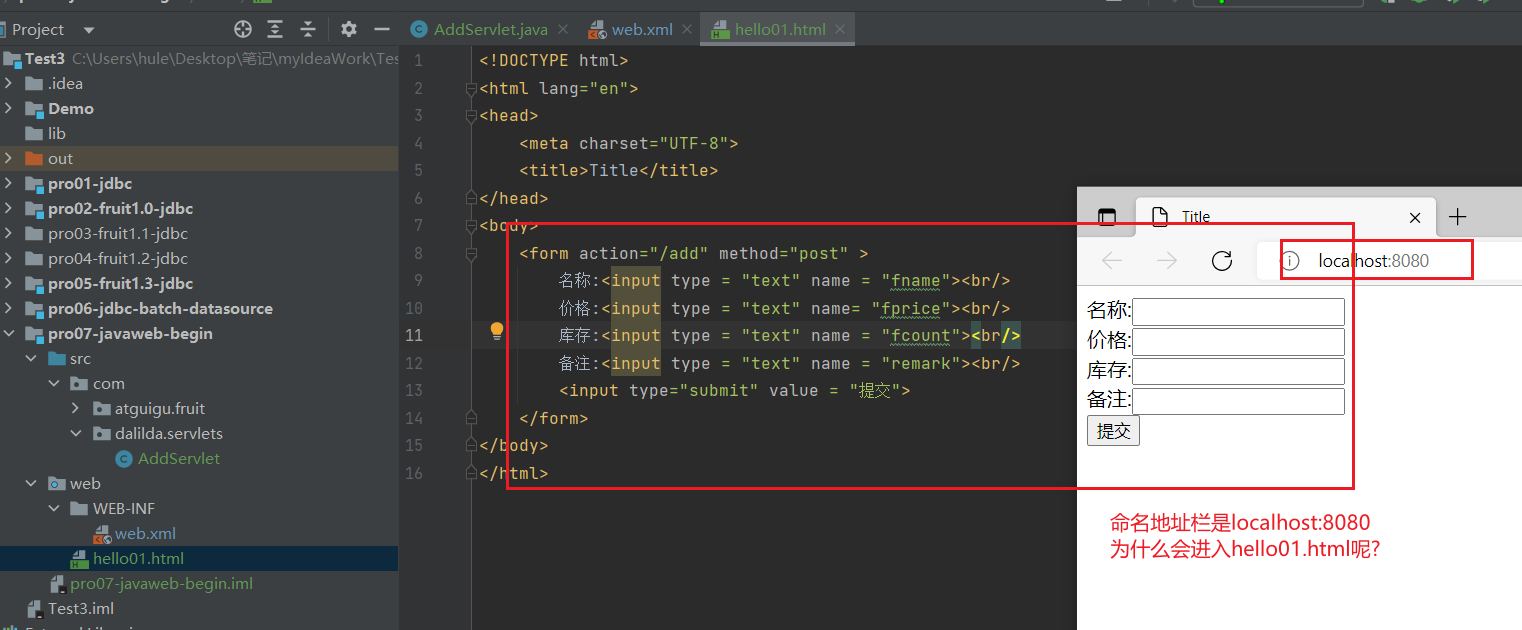 Project
Test3 C:\Users\hule\Desktop\笔记\myIdeaWork\Tes
.idea
Demo
lib
out
pro01-jdbc
pro02-fruit1.0-jdbc
pro03-fruit1.1-jdbc
pro04-fruit1.2-jdbc
pro05-fruit1.3-jdbc
pro06-jdbc-batch-datasource
pro07-javaweb-begin
src
com
atguigu.fruit
dalilda.servlets
AddServlet
web
WEB-INF
web.xml
hello01.html
pro07-javaweb-begin.iml
Test3.iml
AddServlet.java web.xml hello01.html
1 <!DOCTYPE html>
2 <html lang="en">
3 <head>
4 <meta charset="UTF-8">
5 <title>Title</title>
6 </head>
7 <body>
8 <form action="/add" method="post" >
9 名称:<input type = "text" name = "fname"><br/>
10 价格:<input type = "text" name= "fprice"><br/>
11 库存:<input type = "text" name = "fcount"><br/>
12 备注:<input type = "text" name = "remark"><br/>
13 <input type="submit" value = "提交">
14 </form>
15 </body>
16 </html>
Title
localhost:8080
名称:
价格:
库存:
备注:
提交
命名地址栏是localhost:8080
为什么会进入hello01.html呢?